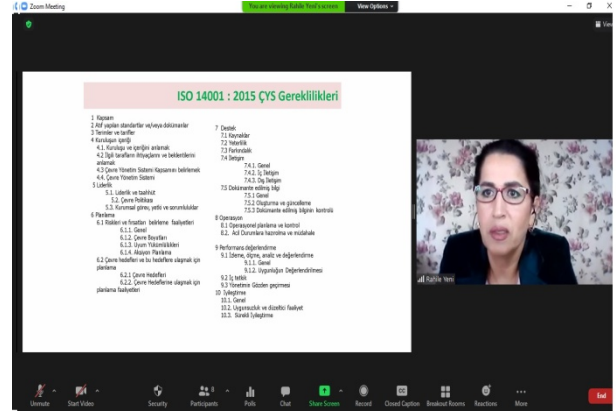 Zoom Meeting
You are viewing Rahile Yeni's screen
View Options
View
ISO 14001 : 2015 ÇYS Gereklilikleri
1 Kapsam
2 Atıf yapılan standartlar ve/veya dokümanlar
3 Terimler ve tarifler
4 Kuruluşun içeriği
4.1. Kuruluşu ve içeriğini anlamak
4.2 İlgili tarafların ihtiyaçlarını ve beklentilerini
anlamak
4.3 Çevre Yönetim Sistemi Kapsamını belirlemek
4.4. Çevre Yönetim Sistemi
5 Liderlik
5.1. Liderlik ve taahhüt
5.2. Çevre Politikası
5.3. Kurumsal görev, yetki ve sorumluluklar
6 Planlama
6.1 Riskleri ve fırsatları belirleme faaliyetleri
6.1.1. Genel
6.1.2. Çevre Boyutları
6.1.3. Uyum Yükümlülükleri
6.1.4. Aksiyon Planlama
6.2 Çevre hedefleri ve bu hedeflere ulaşmak için
planlama
6.2.1 Çevre Hedefleri
6.2.2. Çevre Hedeflerine ulaşmak için
planlama faaliyetleri
7 Destek
7.1 Kaynaklar
7.2 Yeterlilik
7.3 Farkındalık
7.4 İletişim
7.4.1. Genel
7.4.2. İç İletişim
7.4.3. Dış İletişim
7.5 Dokümante edilmiş bilgi
7.5.1 Genel
7.5.2 Oluşturma ve güncelleme
7.5.3 Dokümante edilmiş bilginin kontrolü
8 Operasyon
8.1 Operasyonel planlama ve kontrol
8.2. Acil Durumlara hazırlıma ve müdahale
9 Performans değerlendirme
9.1 İzleme, ölçme, analiz ve değerlendirme
9.1.1. Genel
9.1.2. Uygunluğun Değerlendirilmesi
9.2 İç tetkik
9.3 Yönetimin Gözden geçirmesi
10 İyileştirme
10.1. Genel
10.2. Uygunsuzluk ve düzeltici faaliyet
10.3. Sürekli İyileştirme
Rahile Yeni
Unmute
Start Video
Security
Participants
8
Polls
Chat
Share Screen
Record
Closed Caption
Breakout Rooms
Reactions
More
End